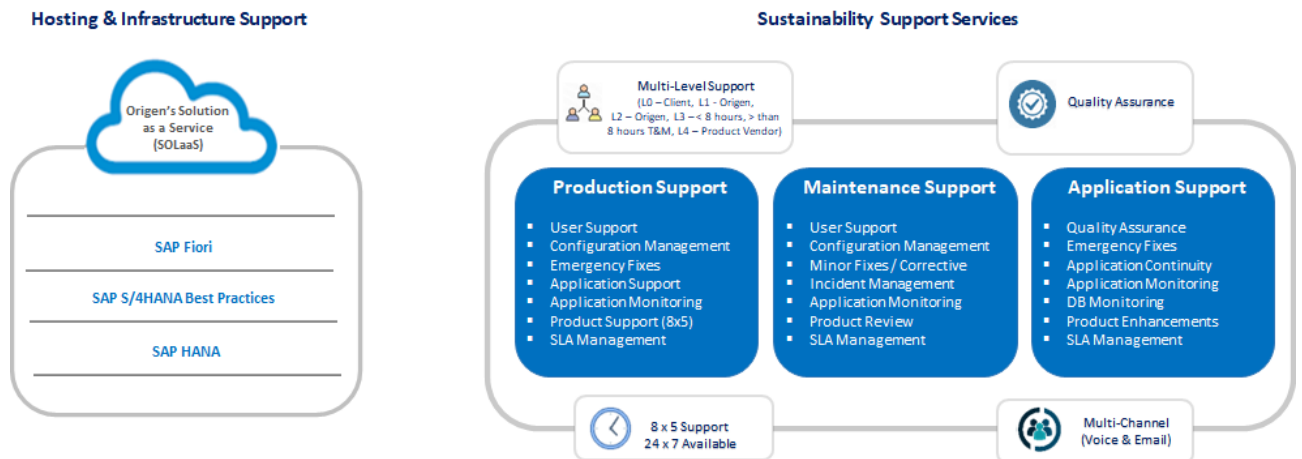 Hosting & Infrastructure Support
Origen's Solution
as a Service
(SOLaaS)
SAP Fiori
SAP S/4HANA Best Practices
SAP HANA
Sustainability Support Services
Multi-Level Support
(L0 – Client, L1 - Origen,
L2 – Origen, L3 – < 8 hours, > than
8 hours T&M, L4 – Product Vendor)
Quality Assurance
Production Support
▪ User Support
▪ Configuration Management
▪ Emergency Fixes
▪ Application Support
▪ Application Monitoring
▪ Product Support (8x5)
▪ SLA Management
Maintenance Support
▪ User Support
▪ Configuration Management
▪ Minor Fixes / Corrective
▪ Incident Management
▪ Application Monitoring
▪ Product Review
▪ SLA Management
Application Support
▪ Quality Assurance
▪ Emergency Fixes
▪ Application Continuity
▪ Application Monitoring
▪ DB Monitoring
▪ Product Enhancements
▪ SLA Management
8 x 5 Support
24 x 7 Available
Multi-Channel
(Voice & Email)